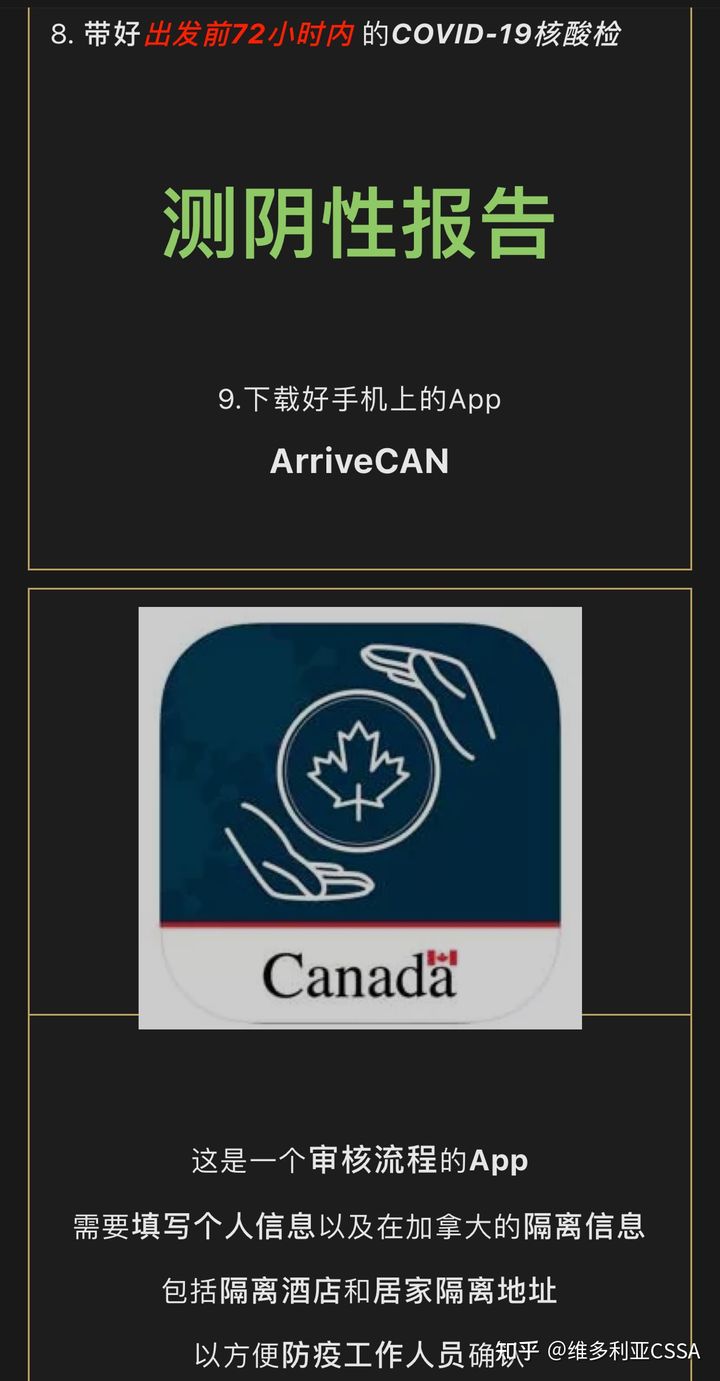 8. 带好出发前72小时内 的COVID-19核酸检
测阴性报告
9.下载好手机上的App
ArriveCAN
Canada
这是一个审核流程的App
需要填写个人信息以及在加拿大的隔离信息
包括隔离酒店和居家隔离地址
以方便防疫工作人员确
知乎 @维多利亚CSSA